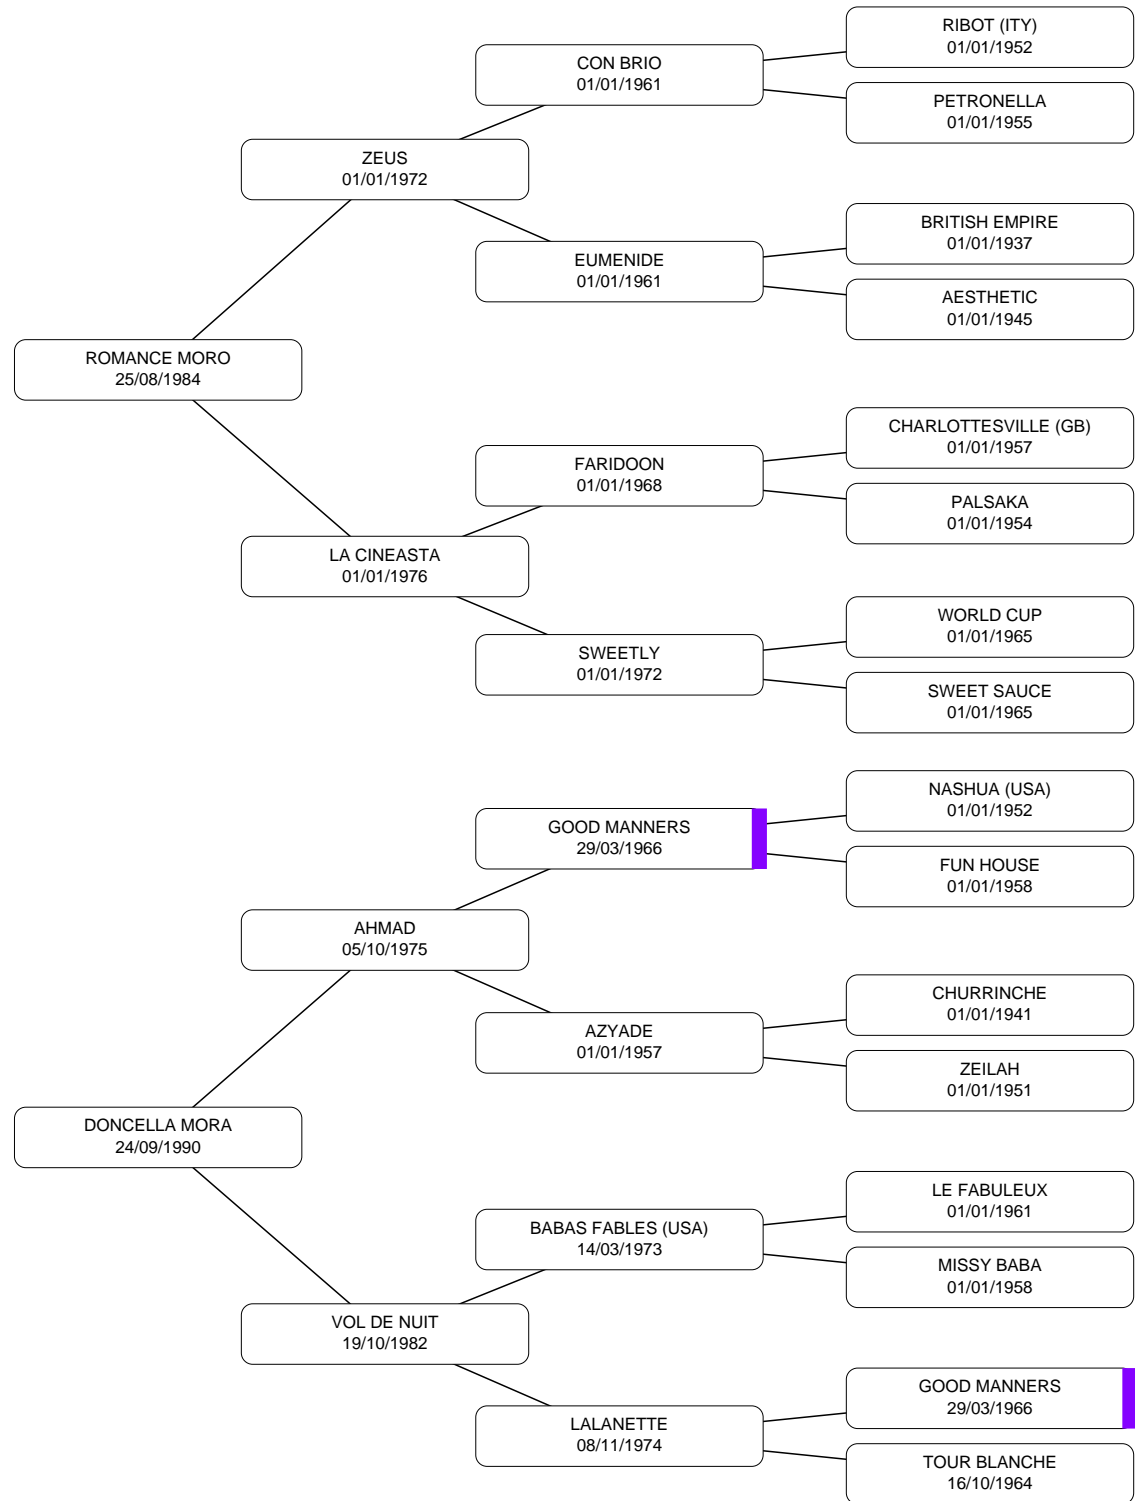 RIBOT (ITY)
01/01/1952
CON BRIO
01/01/1961
PETRONELLA
01/01/1955
ZEUS
01/01/1972
BRITISH EMPIRE
01/01/1937
EUMENIDE
01/01/1961
AESTHETIC
01/01/1945
ROMANCE MORO
25/08/1984
CHARLOTTESVILLE (GB)
01/01/1957
FARIDOON
01/01/1968
PALSAKA
01/01/1954
LA CINEASTA
01/01/1976
WORLD CUP
01/01/1965
SWEETLY
01/01/1972
SWEET SAUCE
01/01/1965
NASHUA (USA)
01/01/1952
GOOD MANNERS
29/03/1966
FUN HOUSE
01/01/1958
AHMAD
05/10/1975
CHURRINCHE
01/01/1941
AZYADE
01/01/1957
ZEILAH
01/01/1951
DONCELLA MORA
24/09/1990
LE FABULEUX
01/01/1961
BABAS FABLES (USA)
14/03/1973
MISSY BABA
01/01/1958
VOL DE NUIT
19/10/1982
GOOD MANNERS
29/03/1966
LALANETTE
08/11/1974
TOUR BLANCHE
16/10/1964